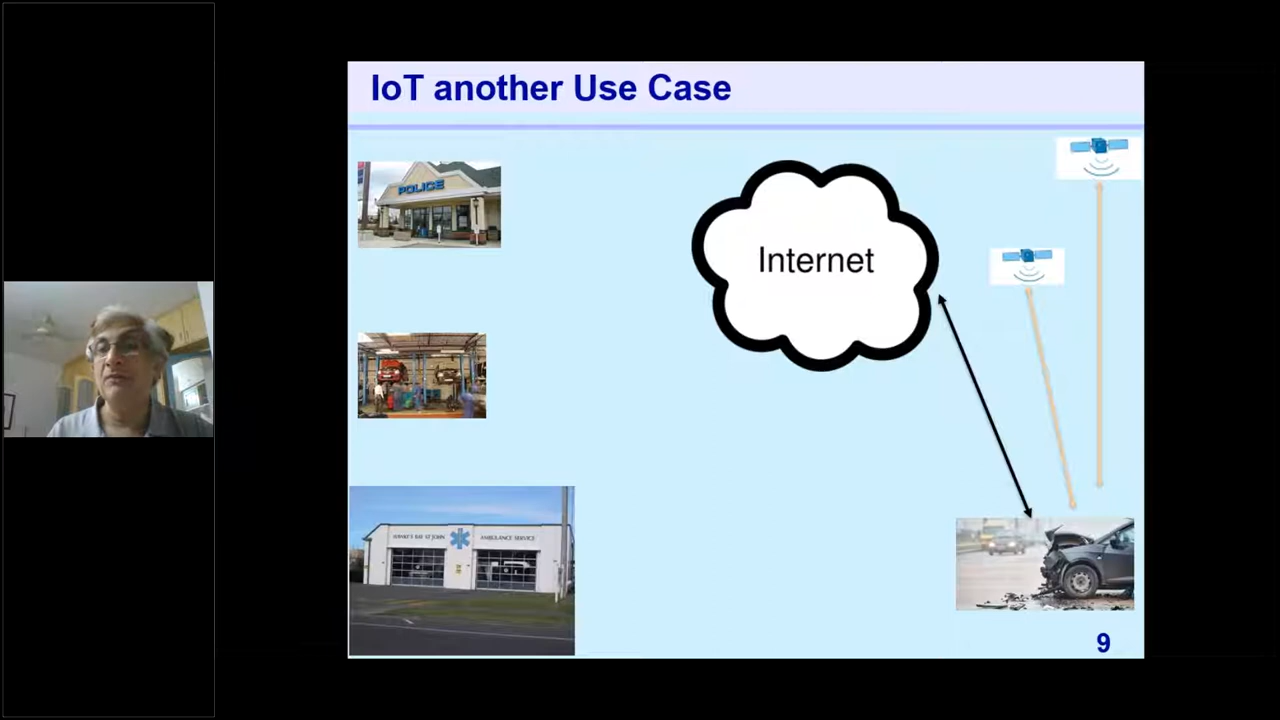 IoT another Use Case
POLICE
Internet
AMBULANCE SERVICE
9